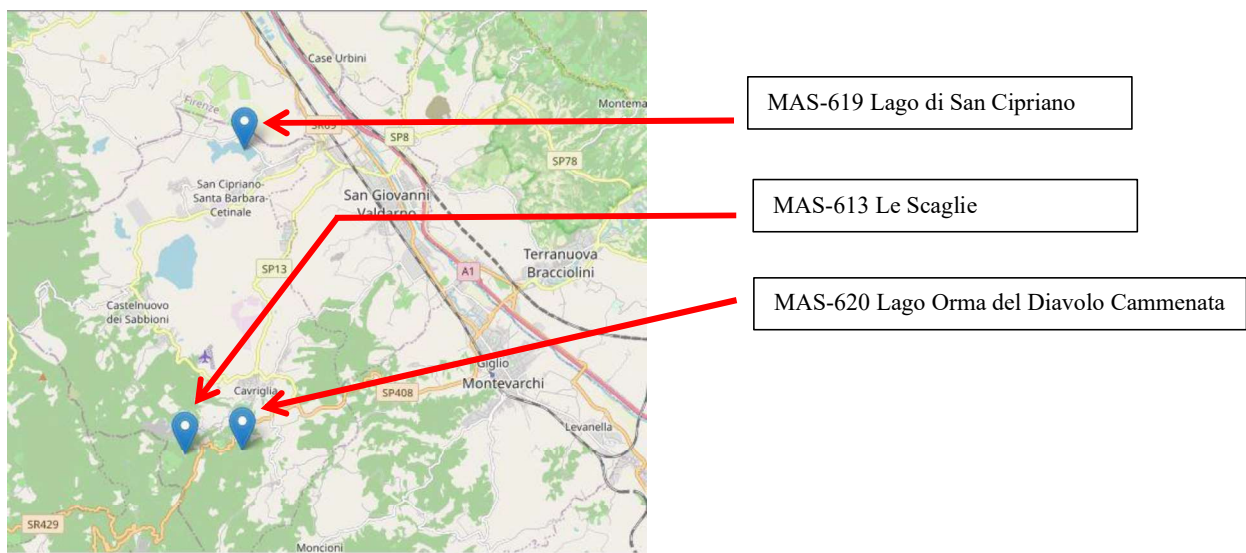 Case Urbini
Firenze
Montema
SR69
SP8
SP78
San Cipriano-
Santa Barbara-
Cetinale
San Giovanni
Valdarno
Terranuova
Bracciolini
SP13
A1
Castelnuovo
dei Sabbioni
Giglio
Montevarchi
Cavriglia
SP408
Levanella
SR429
Moncioni
MAS-619 Lago di San Cipriano
MAS-613 Le Scaglie
MAS-620 Lago Orma del Diavolo Cammenata